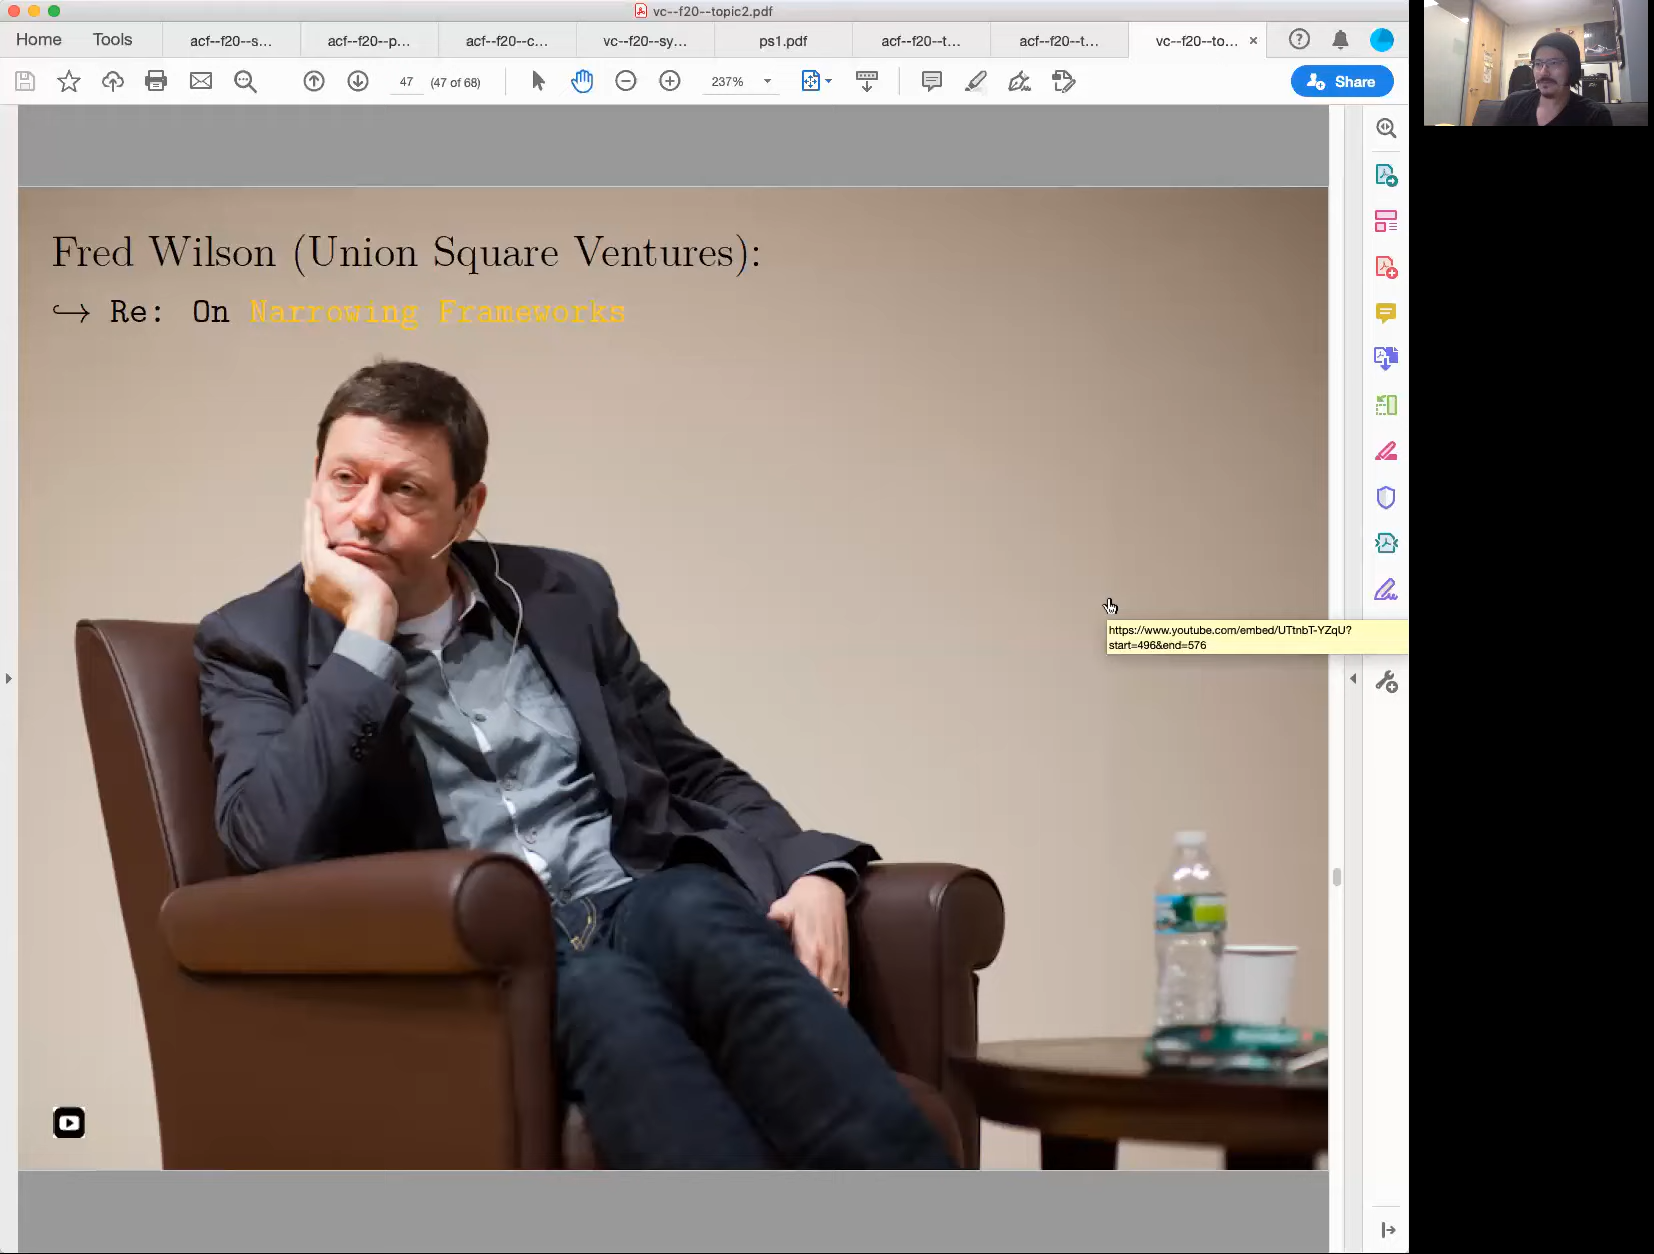 vc--f20--topic2.pdf
Home
Tools
acf--f20--s...
acf--f20--p...
acf--f20--c...
vc--f20--sy...
ps1.pdf
acf--f20--t...
acf--f20--t...
vc--f20--to...
47
(47 of 68)
237%
Share
Fred Wilson (Union Square Ventures):
↪ Re: On Narrowing Frameworks
https://www.youtube.com/embed/UTtnbT-YZqU?
start=496&end=576